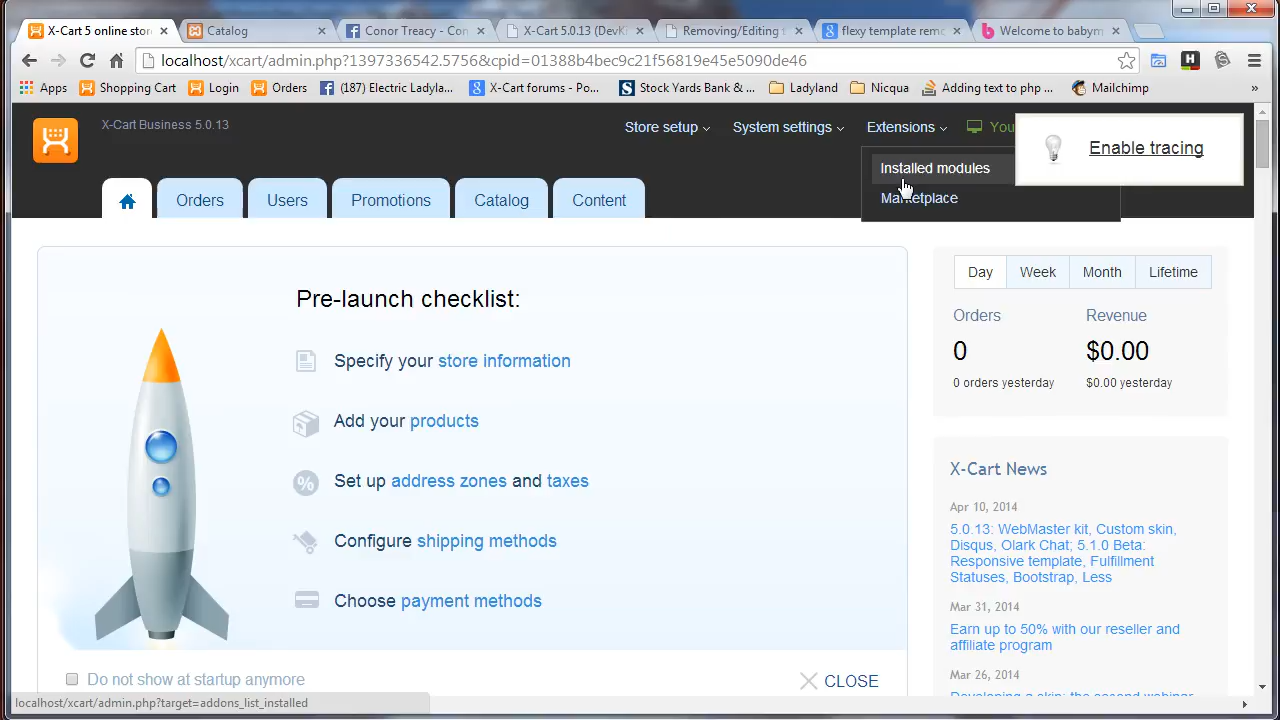 X-Cart 5 online stor
Catalog
Conor Treacy - Co
X-Cart 5.0.13 (DevK
Removing/Editing t
flexy template remo
Welcome to babym
localhost/xcart/admin.php?1397336542.5756&cpid=01388b4bec9c21f56819e45e5090de46
Apps
Shopping Cart
Login
Orders
(187) Electric Ladyla...
X-Cart forums - Po...
Stock Yards Bank & ...
Ladyland
Nicqua
Adding text to php ...
Mailchimp
»
X-Cart Business 5.0.13
Store setup
System settings
Extensions
You
Enable tracing
Installed modules
Marketplace
Orders
Users
Promotions
Catalog
Content
Pre-launch checklist:
Specify your store information
Add your products
Set up address zones and taxes
Configure shipping methods
Choose payment methods
Do not show at startup anymore
CLOSE
Day
Week
Month
Lifetime
Orders
Revenue
0
$0.00
0 orders yesterday
$0.00 yesterday
X-Cart News
Apr 10, 2014
5.0.13: WebMaster kit, Custom skin,
Disqus, Olark Chat; 5.1.0 Beta:
Responsive template, Fulfillment
Statuses, Bootstrap, Less
Mar 31, 2014
Earn up to 50% with our reseller and
affiliate program
Mar 26, 2014
Developing a skin: the second webinar
localhost/xcart/admin.php?target=addons_list_installed